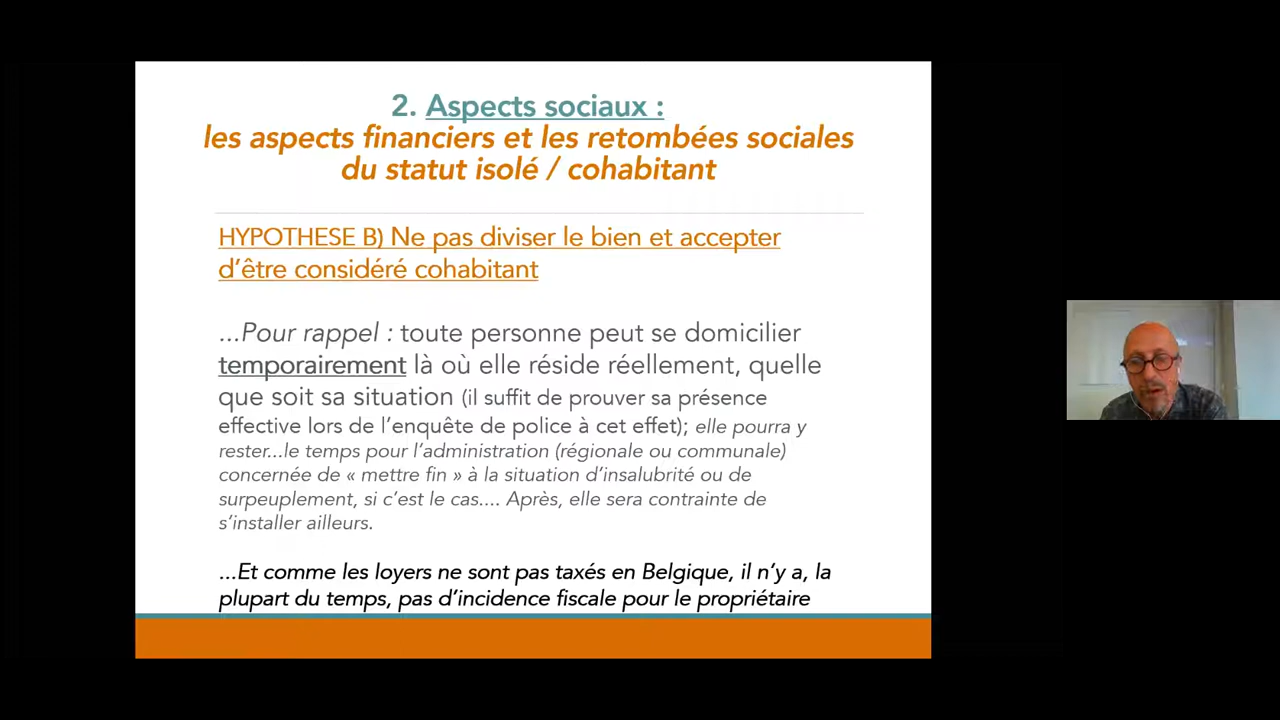 2. Aspects sociaux :
les aspects financiers et les retombées sociales
du statut isolé / cohabitant
HYPOTHESE B) Ne pas diviser le bien et accepter
d’être considéré cohabitant
...Pour rappel : toute personne peut se domicilier
temporairement là où elle réside réellement, quelle
que soit sa situation (il suffit de prouver sa présence
effective lors de l’enquête de police à cet effet); elle pourra y
rester...le temps pour l’administration (régionale ou communale)
concernée de « mettre fin » à la situation d’insalubrité ou de
surpeuplement, si c’est le cas.... Après, elle sera contrainte de
s’installer ailleurs.
...Et comme les loyers ne sont pas taxés en Belgique, il n’y a, la
plupart du temps, pas d’incidence fiscale pour le propriétaire